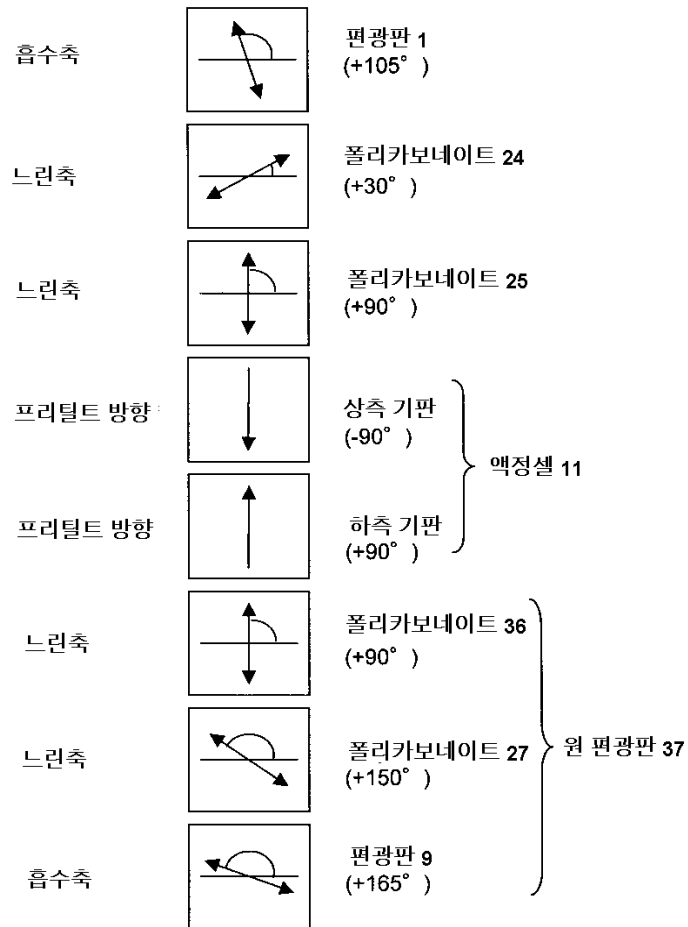 흡수축
편광판 1
(+105° )
느린축
폴리카보네이트 24
(+30° )
느린축
폴리카보네이트 25
(+90° )
프리틸트 방향
상측 기판
(-90° )
액정셀 11
프리틸트 방향
하측 기판
(+90° )
느린축
폴리카보네이트 36
(+90° )
느린축
폴리카보네이트 27
(+150° )
원 편광판 37
흡수축
편광판 9
(+165° )